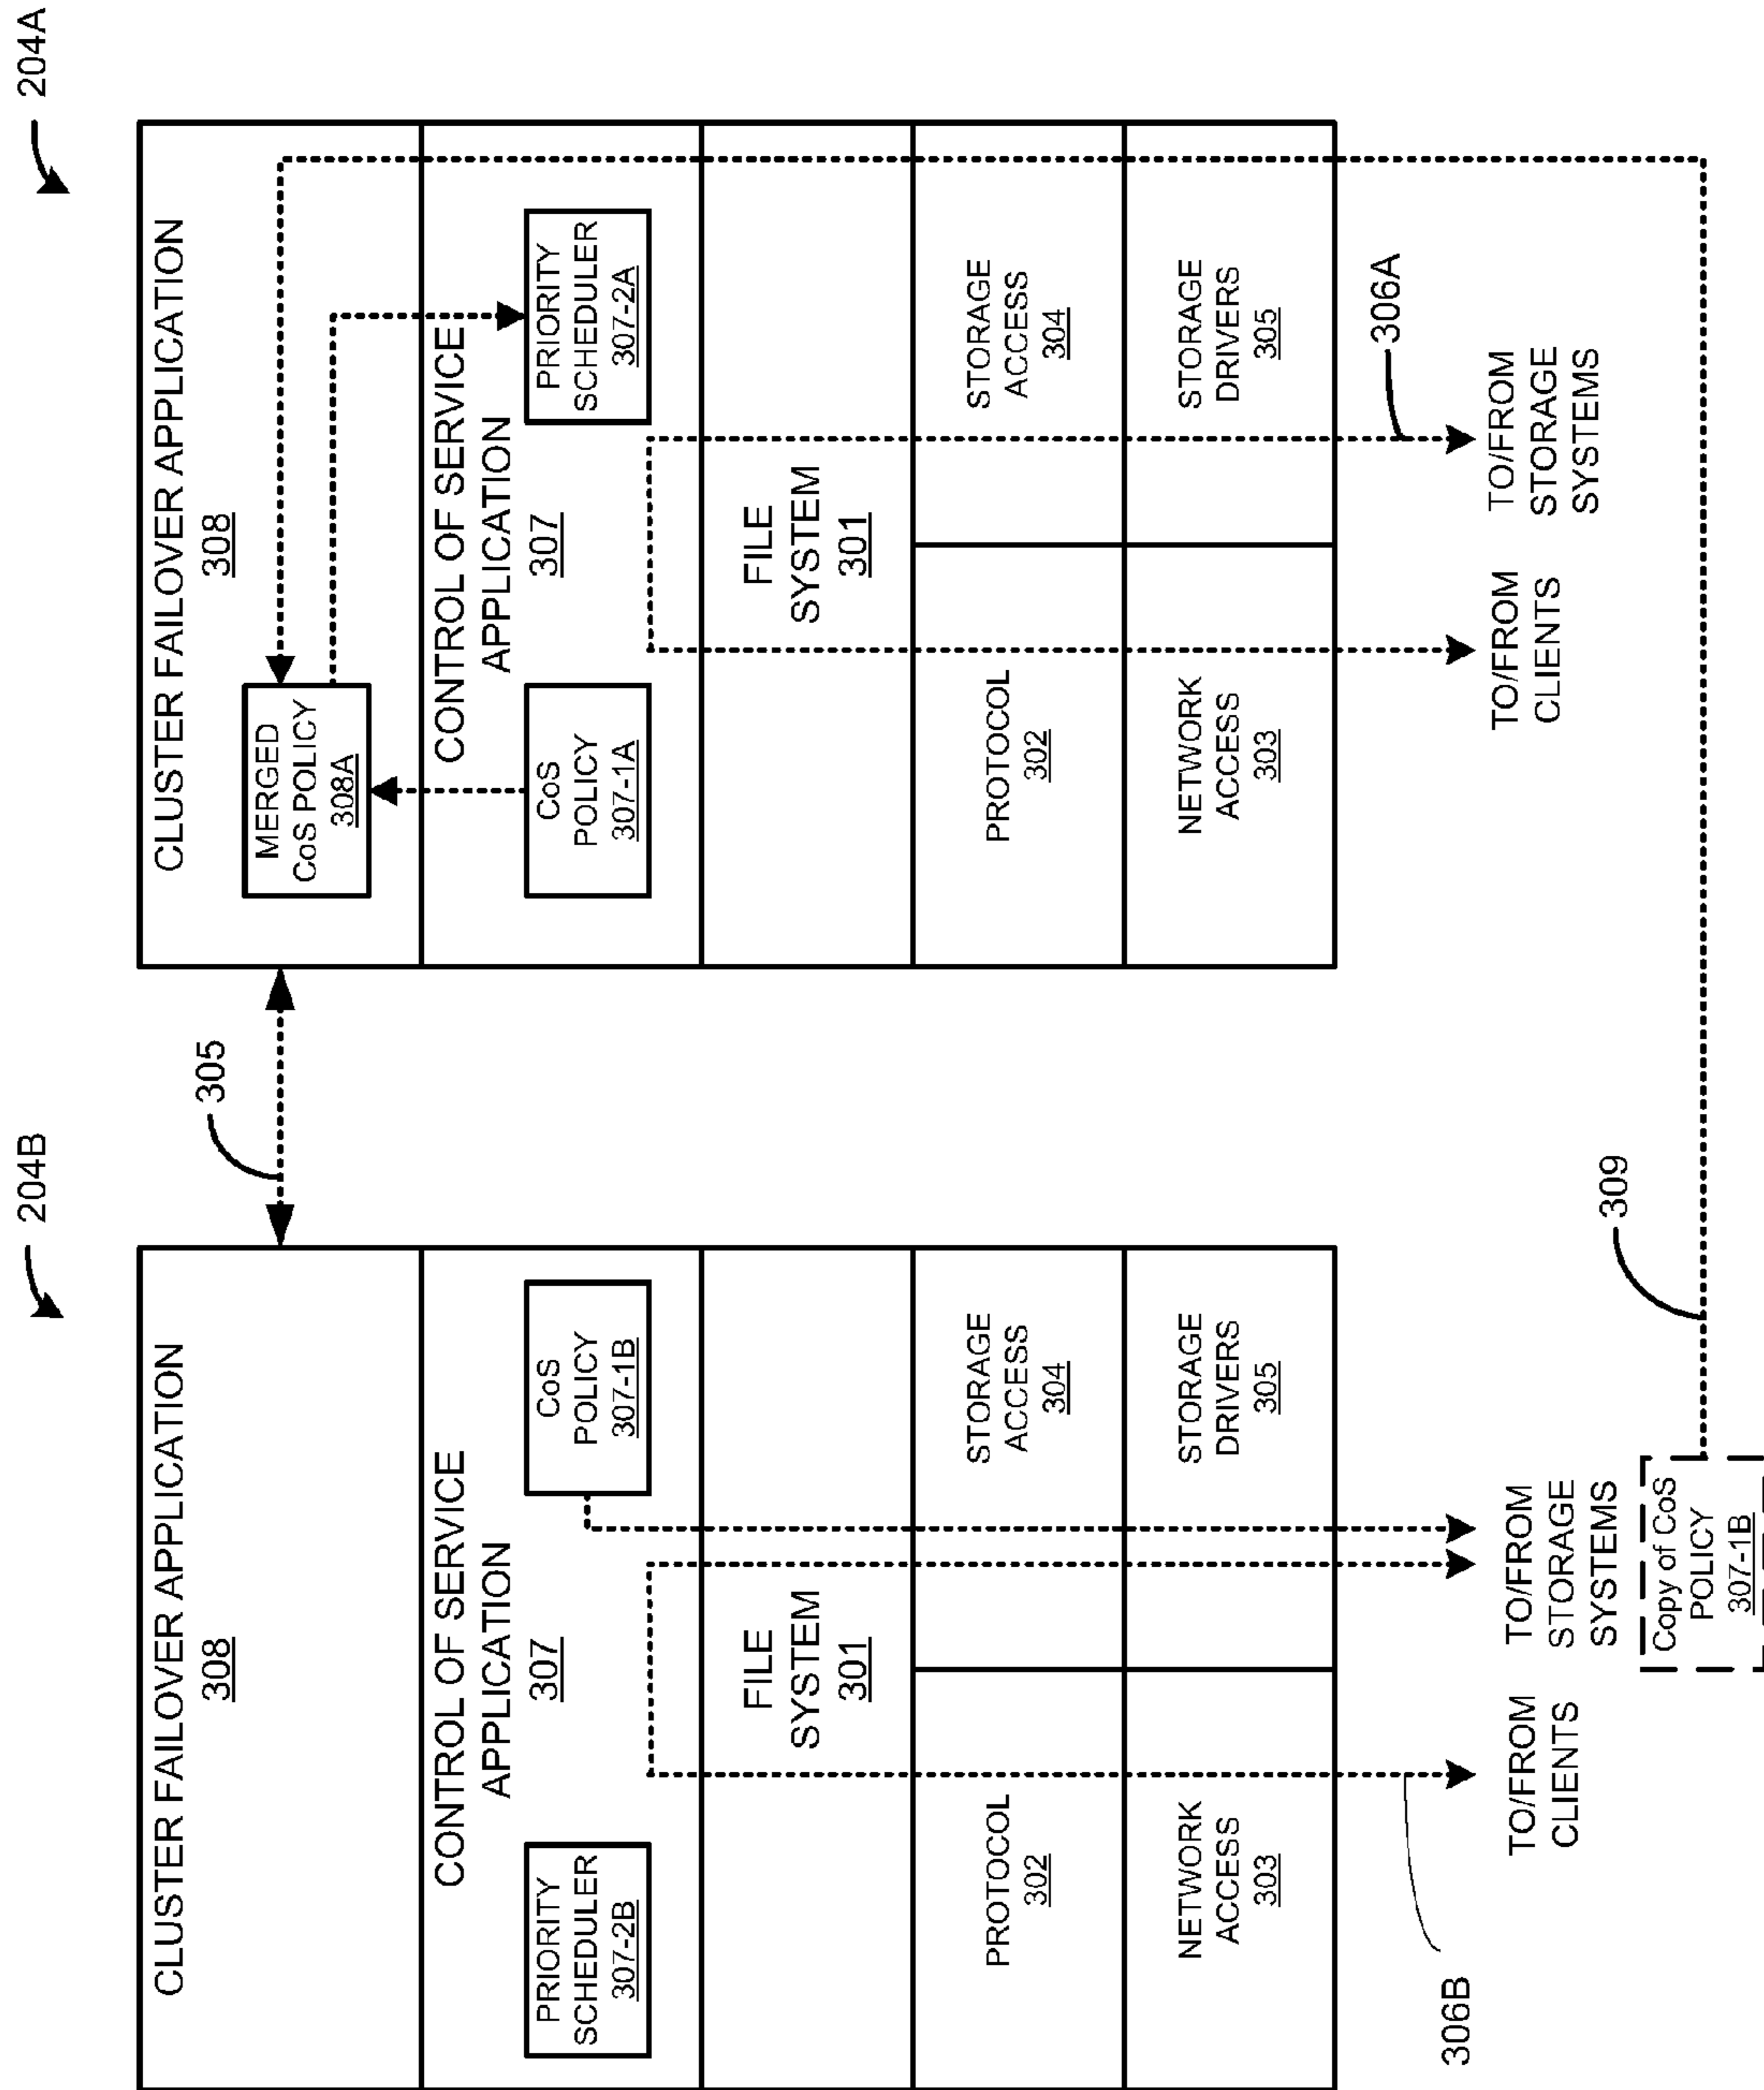 204B
204A
CLUSTER FAILOVER APPLICATION
308
CONTROL OF SERVICE
APPLICATION
307
PRIORITY
SCHEDULER
307-2B
CoS
POLICY
307-1B
FILE
SYSTEM
301
PROTOCOL
302
STORAGE
ACCESS
304
NETWORK
ACCESS
303
STORAGE
DRIVERS
305
306B
TO/FROM
CLIENTS
TO/FROM
STORAGE
SYSTEMS
Copy of CoS
POLICY
307-1B
309
305
CLUSTER FAILOVER APPLICATION
308
MERGED
CoS POLICY
308A
CONTROL OF SERVICE
APPLICATION
307
CoS
POLICY
307-1A
PRIORITY
SCHEDULER
307-2A
FILE
SYSTEM
301
PROTOCOL
302
STORAGE
ACCESS
304
NETWORK
ACCESS
303
STORAGE
DRIVERS
305
306A
TO/FROM
CLIENTS
TO/FROM
STORAGE
SYSTEMS